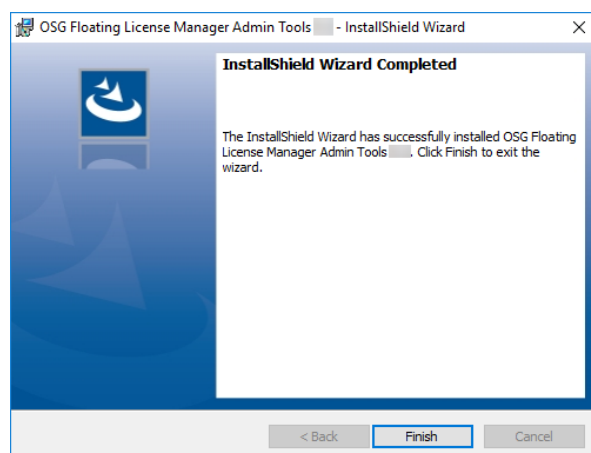 OSG Floating License Manager Admin Tools - InstallShield Wizard
InstallShield Wizard Completed
The InstallShield Wizard has successfully installed OSG Floating
License Manager Admin Tools . Click Finish to exit the
wizard.
< Back
Finish
Cancel